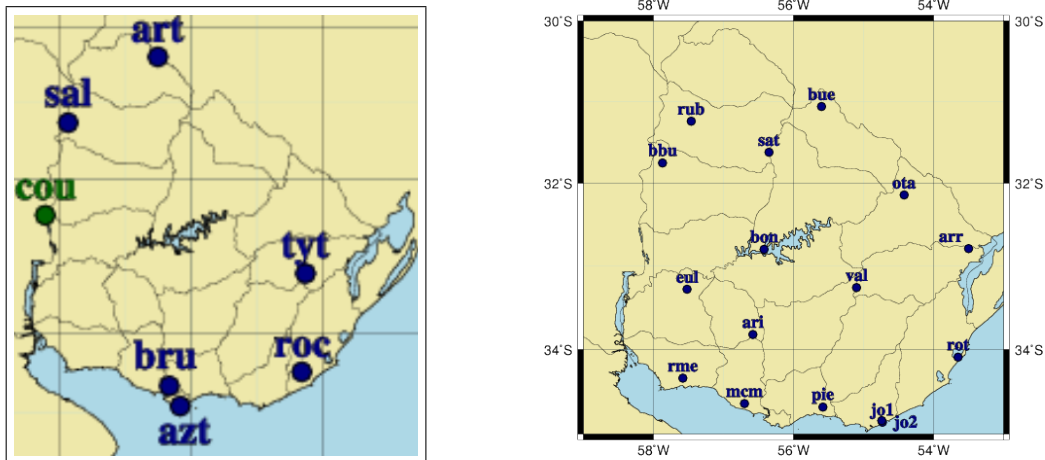 art
sal
cou
tyt
bru
roc
azt
58˚W 56˚W 54˚W
30˚S 30˚S
bue
rub
sat
bbu
ota
32˚S 32˚S
arr
bon
eul
val
ari
rot
34˚S 34˚S
rme
mcm
pie
jo1
jo2
58˚W 56˚W 54˚W